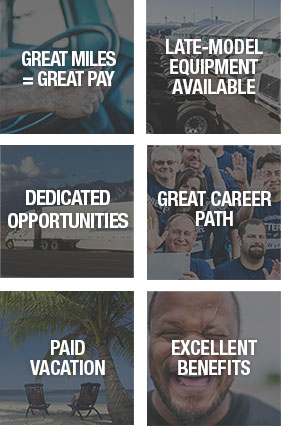 GREAT MILES
= GREAT PAY
LATE-MODEL
EQUIPMENT
AVAILABLE
DEDICATED
OPPORTUNITIES
GREAT CAREER
PATH
PAID
VACATION
EXCELLENT
BENEFITS